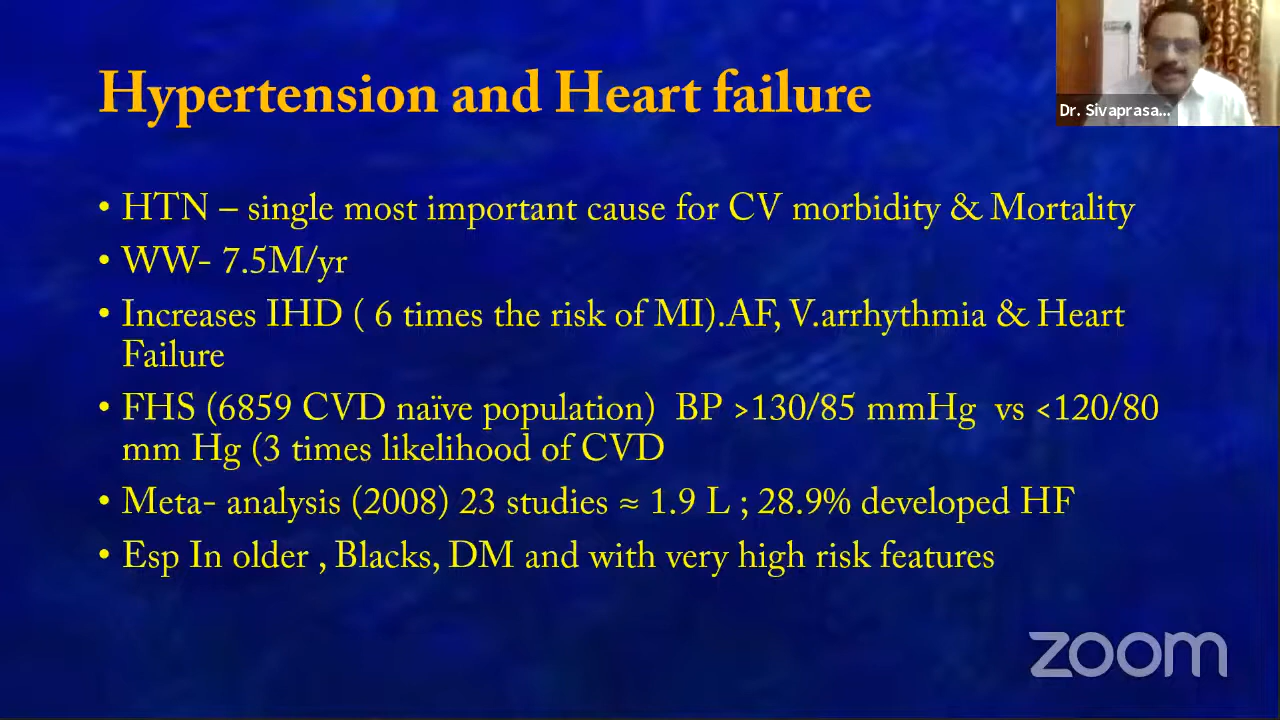 Hypertension and Heart failure
Dr. Sivaprasa...
• HTN – single most important cause for CV morbidity & Mortality
• WW- 7.5M/yr
• Increases IHD ( 6 times the risk of MI).AF, V.arrhythmia & Heart
Failure
• FHS (6859 CVD naïve population)  BP >130/85 mmHg  vs <120/80
mm Hg (3 times likelihood of CVD
• Meta- analysis (2008) 23 studies ≈ 1.9 L ; 28.9% developed HF
• Esp In older , Blacks, DM and with very high risk features
zoom